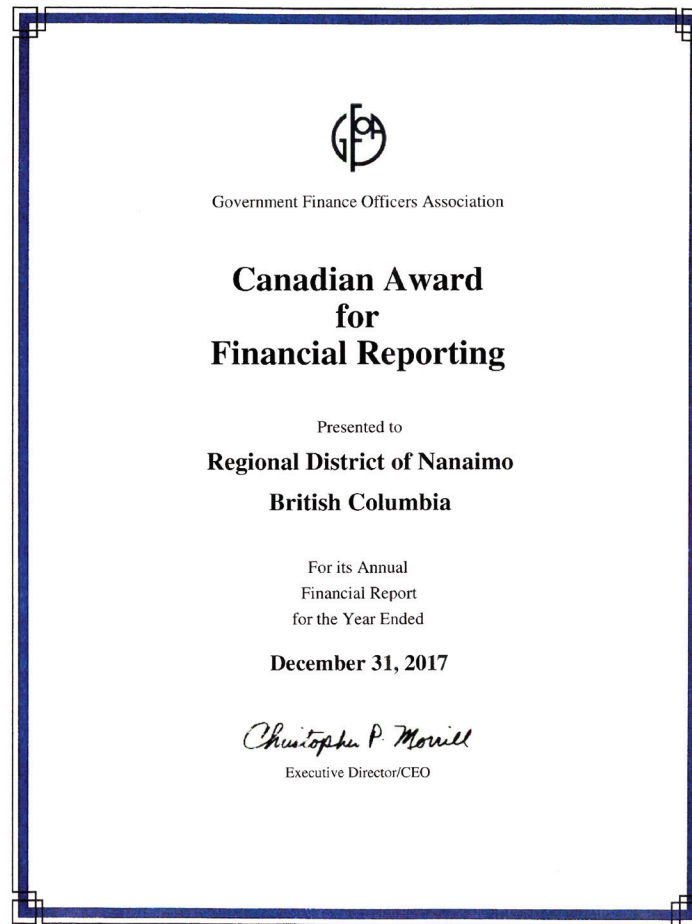 GFOA
Government Finance Officers Association
Canadian Award
for
Financial Reporting
Presented to
Regional District of Nanaimo
British Columbia
For its Annual
Financial Report
for the Year Ended
December 31, 2017
Christopher P. Morrill
Executive Director/CEO